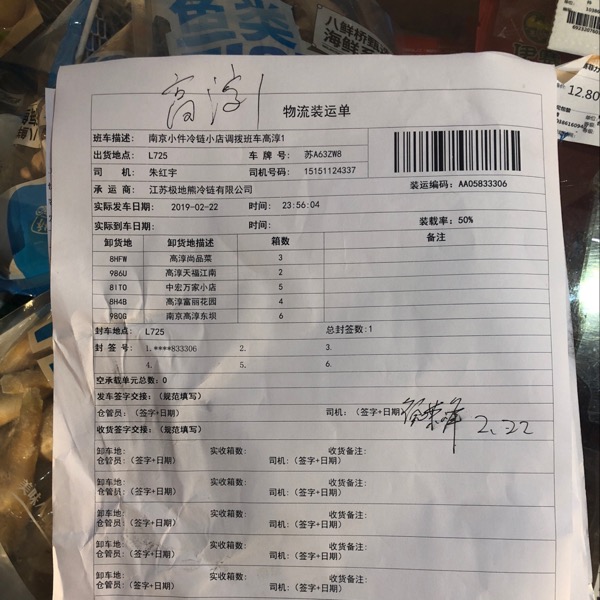 鱼类
八鲜桥甄
海鲜
12.80
高淳1
物流装运单
班车描述: 南京小件冷链小店调拨班车高淳1
出货地点: L725 车 牌 号: 苏A63ZW8
司 机: 朱红宇 司机号码: 15151124337
承 运 商: 江苏极地熊冷链有限公司 装运编码: AA05833306
实际发车日期: 2019-02-22 时间: 23:56:04
实际到车日期: 时间: 装载率: 50%
卸货地 卸货地描述 箱数 备注
8HFW 高淳尚品菜 3
986U 高淳天福江南 2
8IT0 中宏万家小店 5
8H4B 高淳富丽花园 4
980G 南京高淳东坝 6
封车地点: L725 总封签数:1
封 签 号: 1.****833306 2. 3.
4. 5. 6.
空承载单元总数: 0
发车签字交接: (规范填写)
仓管员: (签字+日期) 司机: (签字+日期) 2.22
收货签字交接: (规范填写)
卸车地: 实收箱数: 收货备注:
仓管员: (签字+日期) 司机: (签字+日期)
卸车地: 实收箱数: 收货备注:
仓管员: (签字+日期) 司机: (签字+日期)
卸车地: 实收箱数: 收货备注:
仓管员: (签字+日期) 司机: (签字+日期)
卸车地: 实收箱数: 收货备注:
仓管员: (签字+日期) 司机: (签字+日期)
卸车地: 实收箱数: 收货备注:
仓管员: (签字+日期) 司机: (签字+日期)